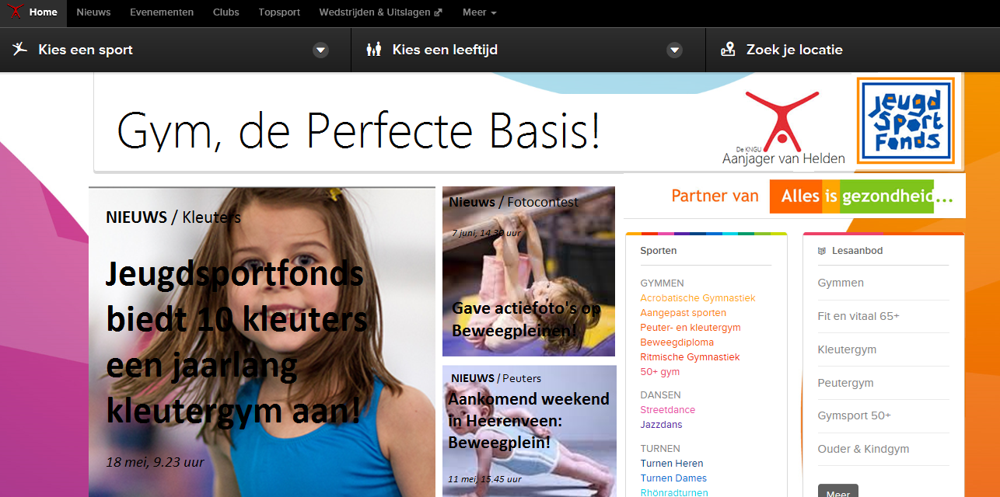 Home Nieuws Evenementen Clubs Topsport Wedstrijden & Uitslagen Meer
Kies een sport Kies een leeftijd Zoek je locatie
Gym, de Perfecte Basis!
De KNGU
Aanjager van Helden
Jeugd
Sport
Fonds
Partner van Alles is gezondheid...
NIEUWS / Kleuters
Jeugdsportfonds
biedt 10 kleuters
een jaarlang
kleutergym aan!
18 mei, 9.23 uur
Nieuws / Fotocontest
7 juni, 14.30 uur
Gave actiefoto's op
Beweegpleinen!
NIEUWS / Peuters
Aankomend weekend
in Heerenveen:
Beweegplein!
11 mei, 15.45 uur
Sporten
GYMMEN
Acrobatische Gymnastiek
Aangepast sporten
Peuter- en kleutergym
Beweegdiploma
Ritmische Gymnastiek
50+ gym
DANSEN
Streetdance
Jazzdans
TURNEN
Turnen Heren
Turnen Dames
Rhönradturnen
Lesaanbod
Gymmen
Fit en vitaal 65+
Kleutergym
Peutergym
Gymsport 50+
Ouder & Kindgym
Meer